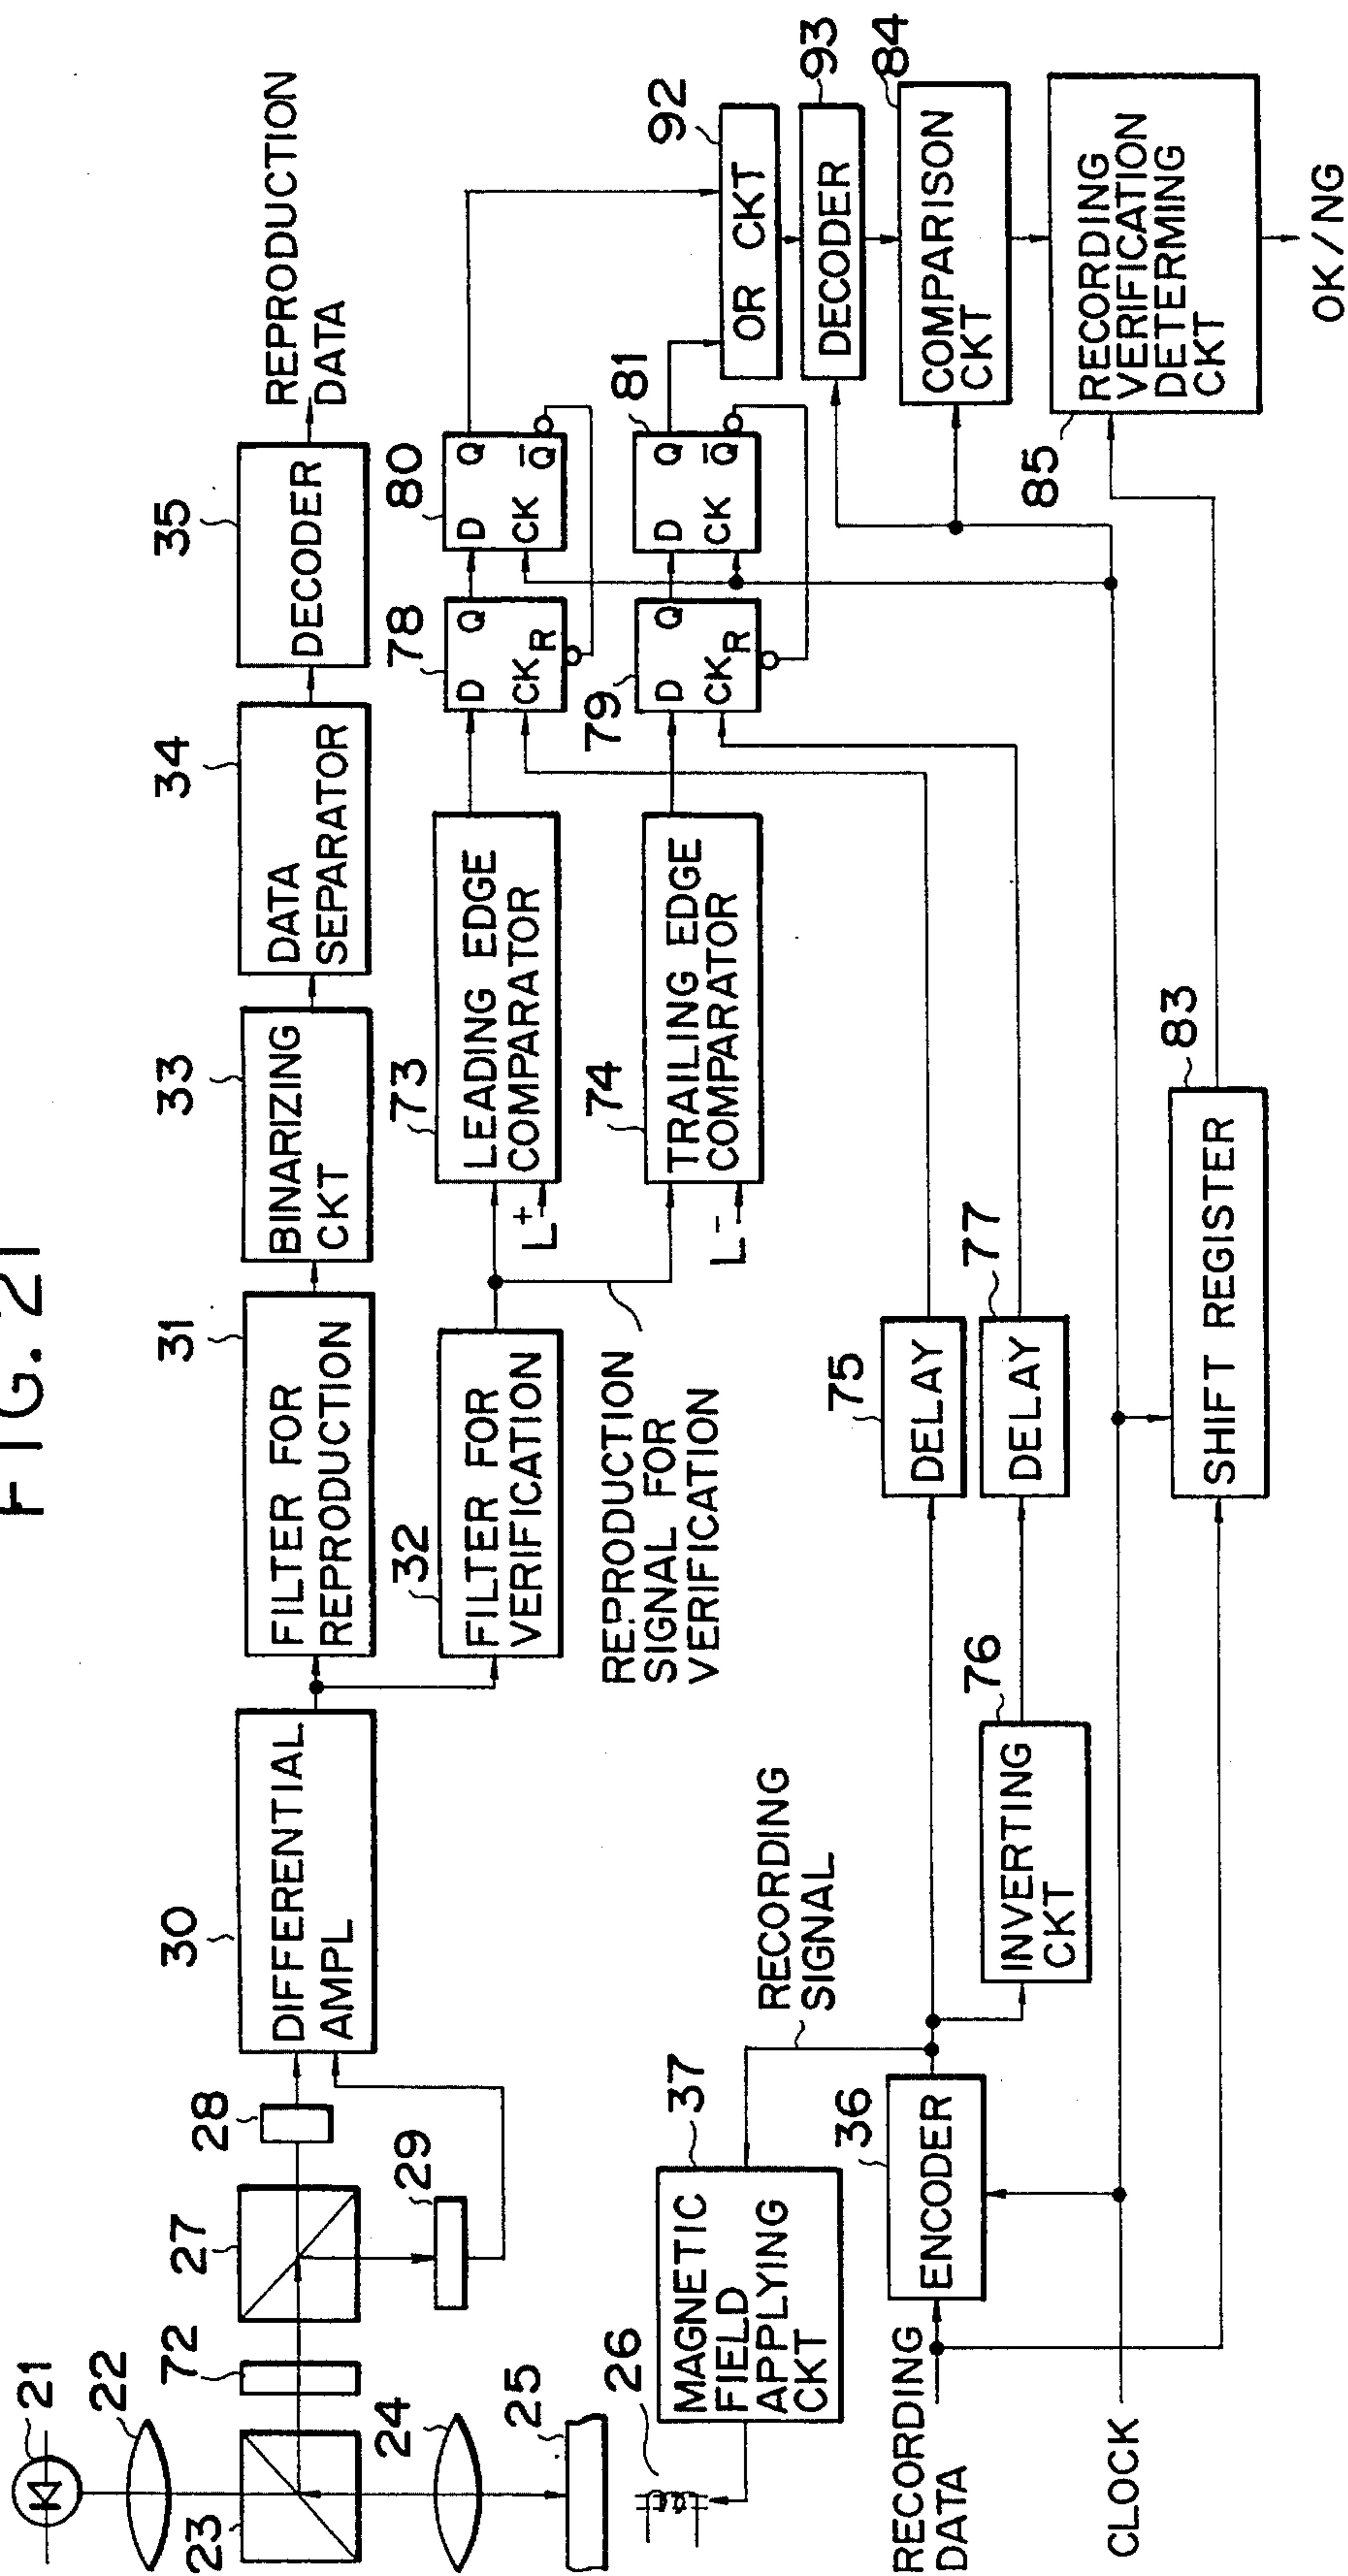 FIG. 21
21
22
23
72
27
28
24
29
25
26
30
DIFFERENTIAL
AMPL
31
FILTER FOR
REPRODUCTION
33
BINARIZING
CKT
34
DATA
SEPARATOR
35
DECODER
REPRODUCTION
DATA
32
FILTER FOR
VERIFICATION
REPRODUCTION
SIGNAL FOR
VERIFICATION
73
LEADING EDGE
COMPARATOR
L+
74
TRAILING EDGE
COMPARATOR
L-
78
D Q
CK R
80
D Q
CK Q̅
79
D Q
CK R
81
D Q
CK Q̅
92
OR CKT
93
DECODER
84
COMPARISON
CKT
85
RECORDING
VERIFICATION
DETERMING
CKT
OK/NG
37
MAGNETIC
FIELD
APPLYING
CKT
RECORDING
SIGNAL
36
ENCODER
RECORDING
DATA
CLOCK
76
INVERTING
CKT
75
DELAY
77
DELAY
83
SHIFT REGISTER